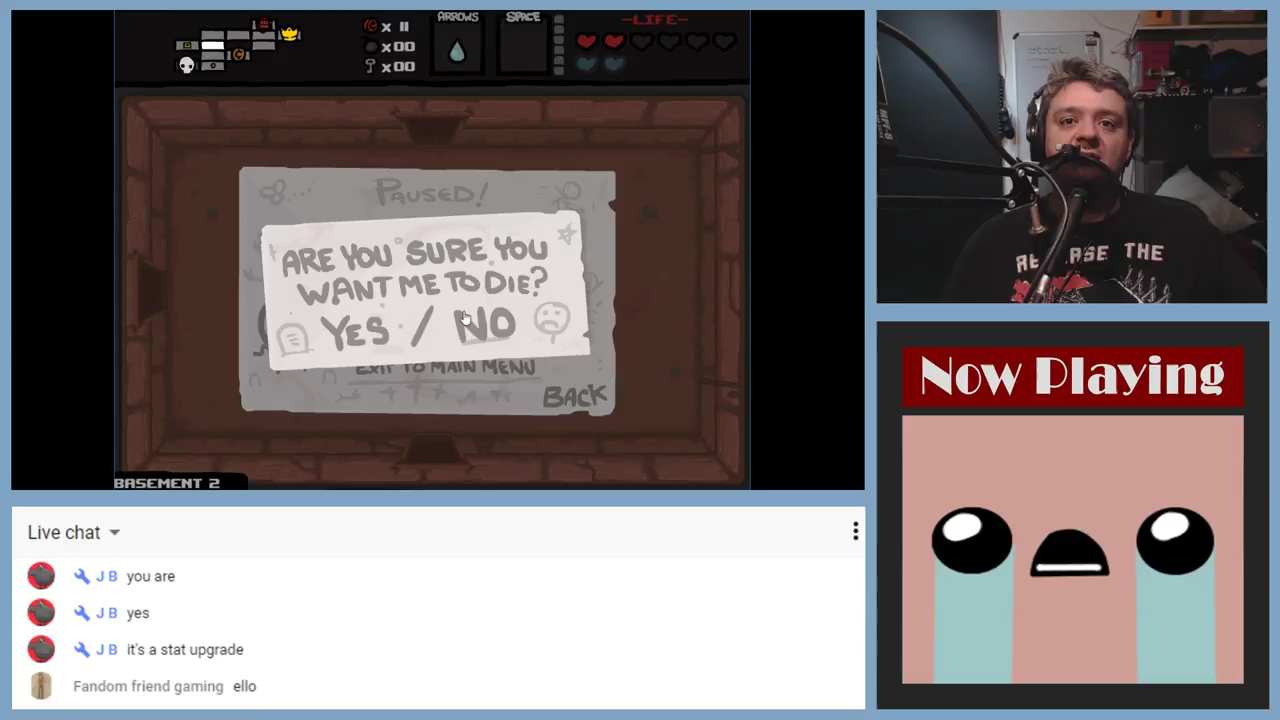 x 11
ARROWS
SPACE
-LIFE-
x00
x00
PAUSED!
ARE YOU SURE YOU
WANT ME TO DIE?
YES / NO
EXIT TO MAIN MENU
BACK
BASEMENT 2
THE
Now Playing
Live chat
J B you are
J B yes
J B it's a stat upgrade
Fandom friend gaming ello